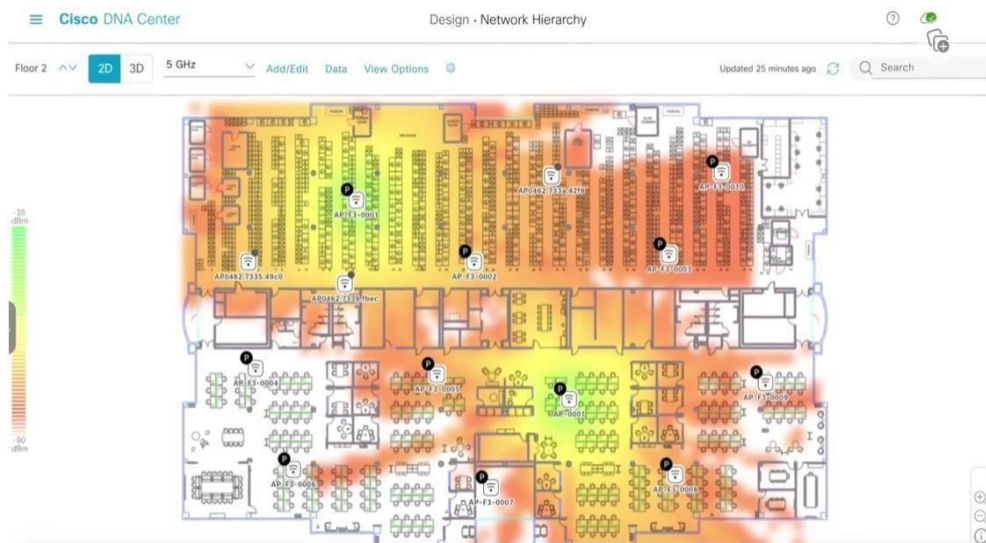 Cisco DNA Center
Design · Network Hierarchy
Floor 2
2D
3D
5 GHz
Add/Edit
Data
View Options
Updated 25 minutes ago
Search
-35
dBm
-90
dBm
P
AP-F3-0010
AP0462.733a.42f8
P
AP-F3-0001
P
AP-F3-0003
P
AP-F3-0002
AP0462.7335.49c0
AP0462.7339.fbec
P
AP-F3-0004
P
AP-F3-0005
P
AP-F3-0009
P
AP-0001
P
AP-F3-0006
P
AP-F3-0007
P
AP-F3-0008